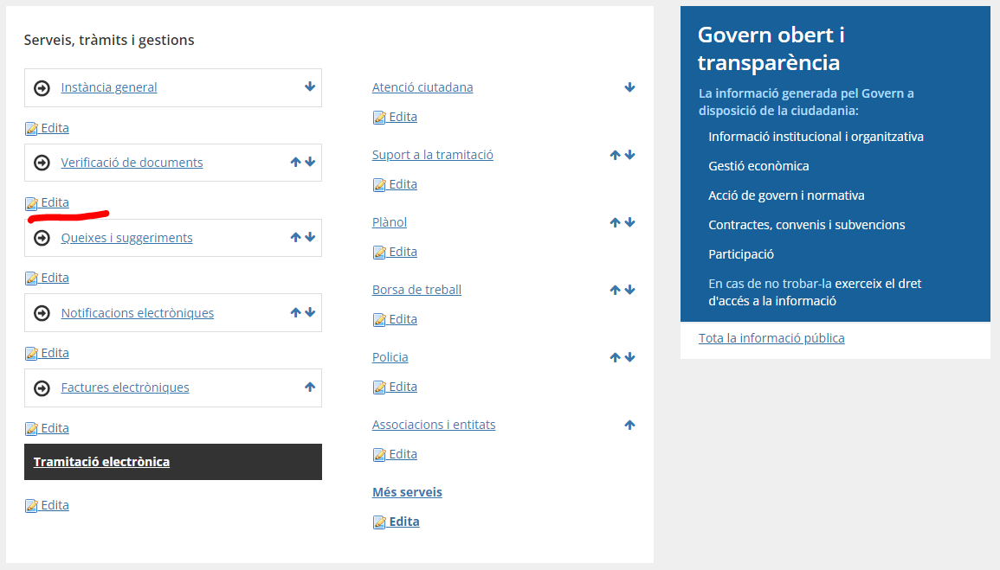 Serveis, tràmits i gestions
Instància general
Edita
Verificació de documents
Edita
Queixes i suggeriments
Edita
Notificacions electròniques
Edita
Factures electròniques
Edita
Tramitació electrònica
Edita
Atenció ciutadana
Edita
Suport a la tramitació
Edita
Plànol
Edita
Borsa de treball
Edita
Policia
Edita
Associacions i entitats
Edita
Més serveis
Edita
Govern obert i
transparència
La informació generada pel Govern a
disposició de la ciudadania:
Informació institucional i organitzativa
Gestió econòmica
Acció de govern i normativa
Contractes, convenis i subvencions
Participació
En cas de no trobar-la exerceix el dret
d'accés a la informació
Tota la informació pública